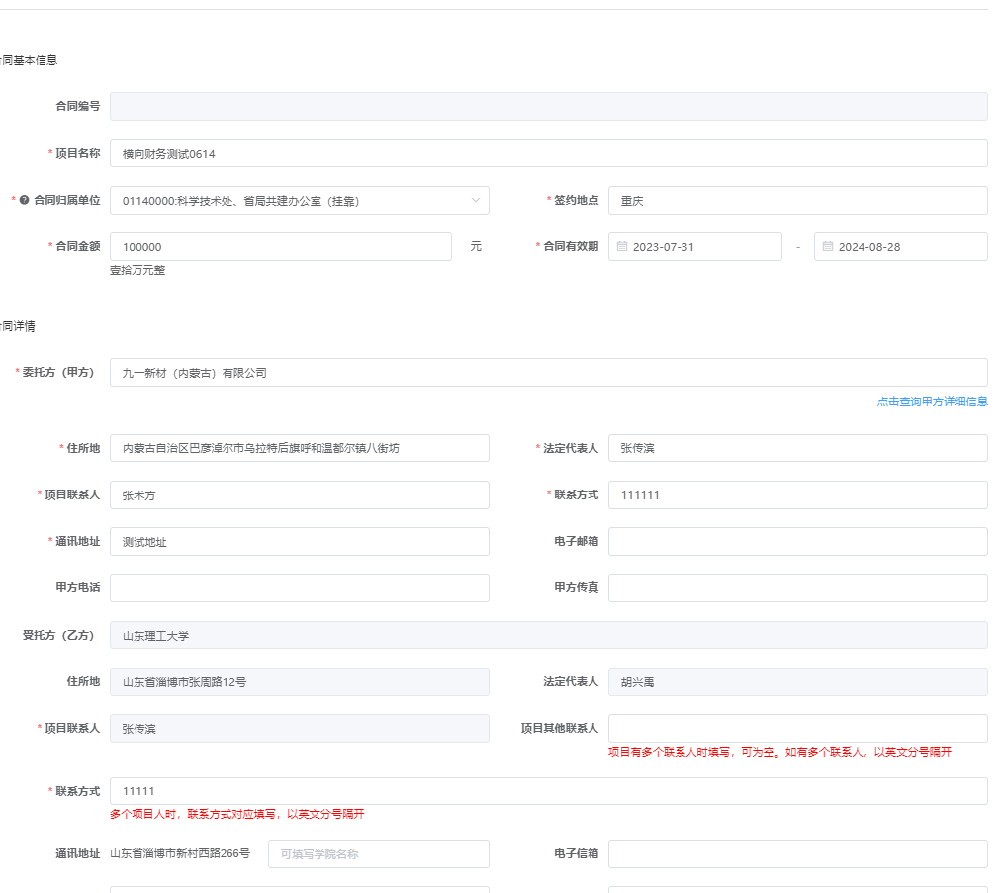 同基本信息
合同编号
* 项目名称 横向财务测试0614
* ? 合同归属单位 01140000:科学技术处、省局共建办公室（挂靠） * 签约地点 重庆
* 合同金额 100000 元 * 合同有效期 2023-07-31 - 2024-08-28
壹拾万元整
同详情
* 委托方（甲方） 九一新材（内蒙古）有限公司
点击查询甲方详细信息
* 住所地 内蒙古自治区巴彦淖尔市乌拉特后旗呼和温都尔镇八街坊 * 法定代表人 张传滨
* 项目联系人 张术方 * 联系方式 111111
* 通讯地址 测试地址 电子邮箱
甲方电话 甲方传真
受托方（乙方） 山东理工大学
住所地 山东省淄博市张周路12号 法定代表人 胡兴禹
* 项目联系人 张传滨 项目其他联系人
项目有多个联系人时填写，可为空。如有多个联系人，以英文分号隔开
* 联系方式 11111
多个项目人时，联系方式对应填写，以英文分号隔开
通讯地址 山东省淄博市新村西路266号 可填写学院名称 电子信箱